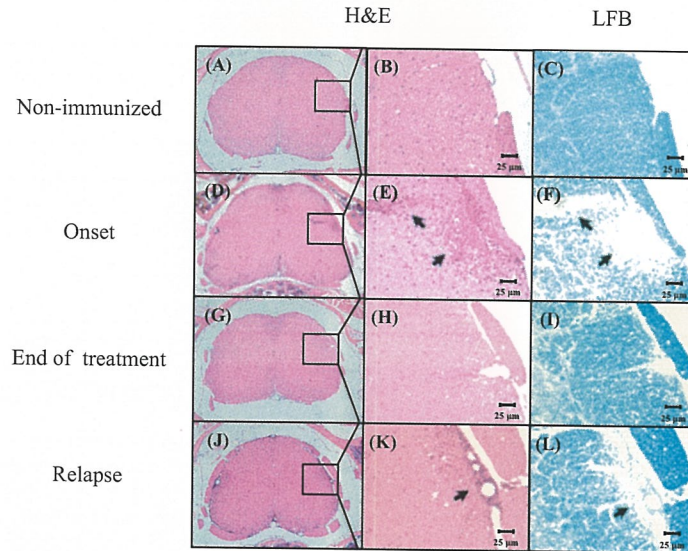 H&E LFB
Non-immunized (A) (B) (C)
25 µm 25 µm
Onset (D) (E) (F)
25 µm 25 µm
End of treatment (G) (H) (I)
25 µm 25 µm
Relapse (J) (K) (L)
25 µm 25 µm